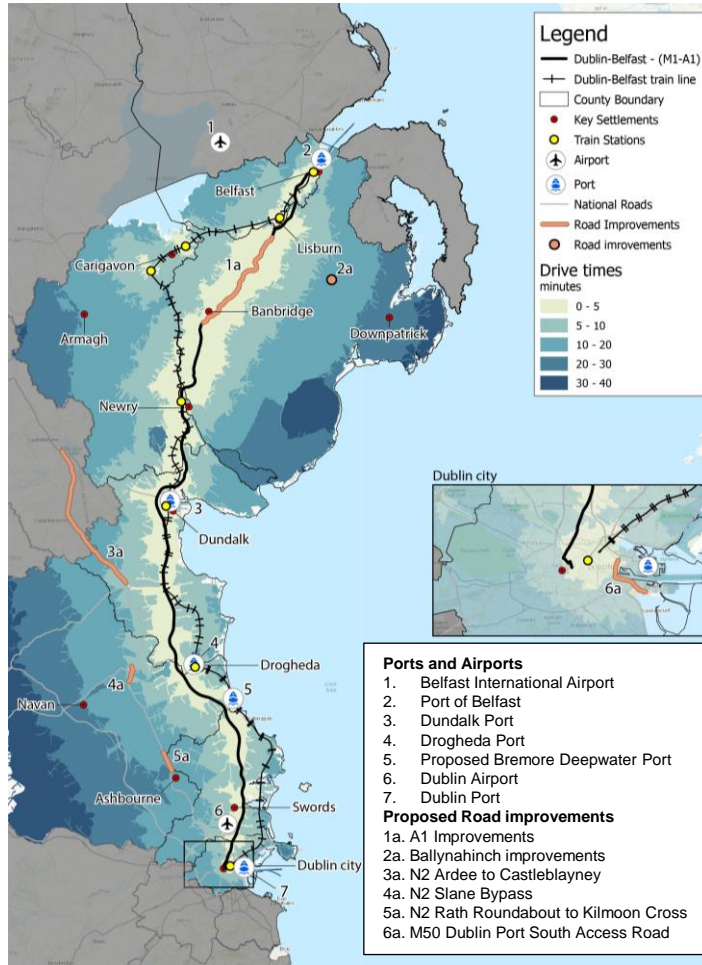 Legend
Dublin-Belfast - (M1-A1)
Dublin-Belfast train line
County Boundary
Key Settlements
Train Stations
Airport
Port
National Roads
Road Improvements
Road imrovements
Drive times
minutes
0 - 5
5 - 10
10 - 20
20 - 30
30 - 40
1
2
Belfast
Lisburn
Carigavon
1a
2a
Banbridge
Armagh
Downpatrick
Newry
3
Dundalk
3a
4
Drogheda
4a
5
Navan
5a
Ashbourne
Swords
6
Dublin city
7
Dublin city
6a
Ports and Airports
1. Belfast International Airport
2. Port of Belfast
3. Dundalk Port
4. Drogheda Port
5. Proposed Bremore Deepwater Port
6. Dublin Airport
7. Dublin Port
Proposed Road improvements
1a. A1 Improvements
2a. Ballynahinch improvements
3a. N2 Ardee to Castleblayney
4a. N2 Slane Bypass
5a. N2 Rath Roundabout to Kilmoon Cross
6a. M50 Dublin Port South Access Road